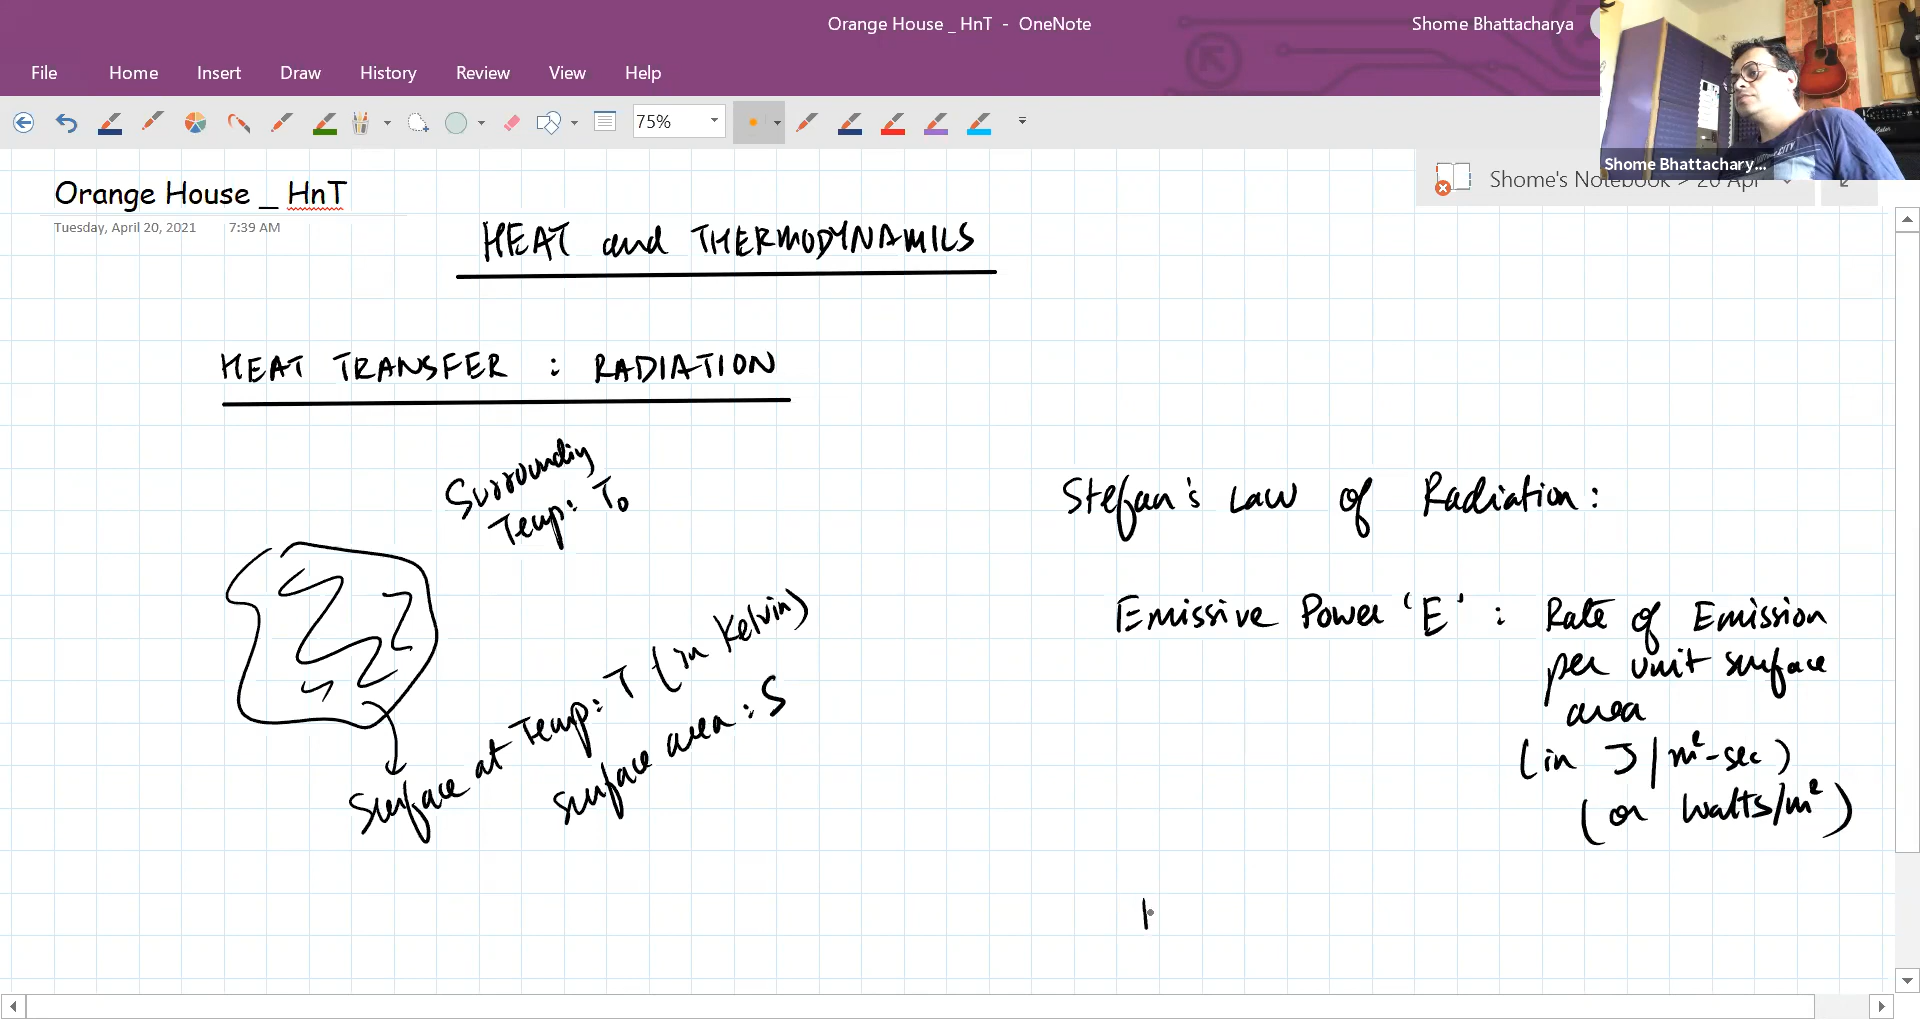 Orange House _ HnT - OneNote
Shome Bhattacharya
File Home Insert Draw History Review View Help
75%
Shome Bhattachary...
Shome's Notebook > 20 Apr
Orange House _ HnT
Tuesday, April 20, 2021 7:39 AM
HEAT and THERMODYNAMICS
HEAT TRANSFER : RADIATION
Surrounding
Temp: T₀
Surface at Temp: T (in Kelvin)
Surface area : S
Stefan's Law of Radiation:
Emissive Power 'E' : Rate of Emission
per unit surface
area
(in J/m²-sec)
(or Watts/m²)